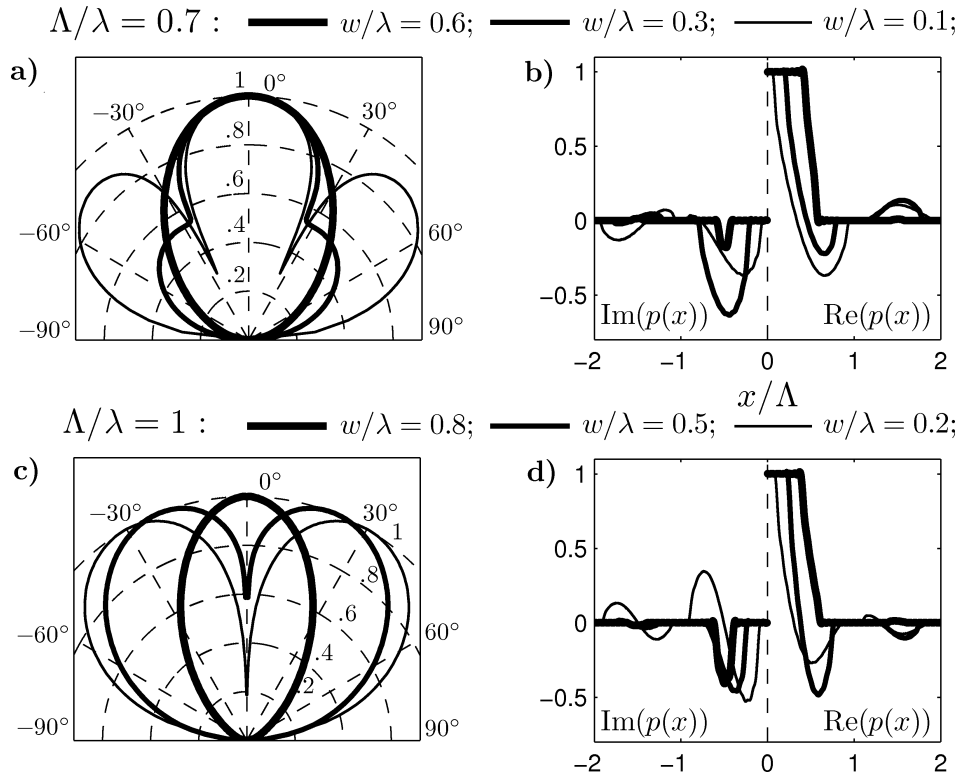 Λ/λ = 0.7 : w/λ = 0.6; w/λ = 0.3; w/λ = 0.1;
a)
1 0°
−30° 30°
.8
.6
.4
.2
−60° 60°
−90° 90°
b)
1
0.5
0
−0.5
Im(p(x)) Re(p(x))
−2 −1 0 1 2
x/Λ
Λ/λ = 1 : w/λ = 0.8; w/λ = 0.5; w/λ = 0.2;
c)
0°
−30° 30°
1
.8
.6
.4
.2
−60° 60°
−90° 90°
d)
1
0.5
0
−0.5
Im(p(x)) Re(p(x))
−2 −1 0 1 2